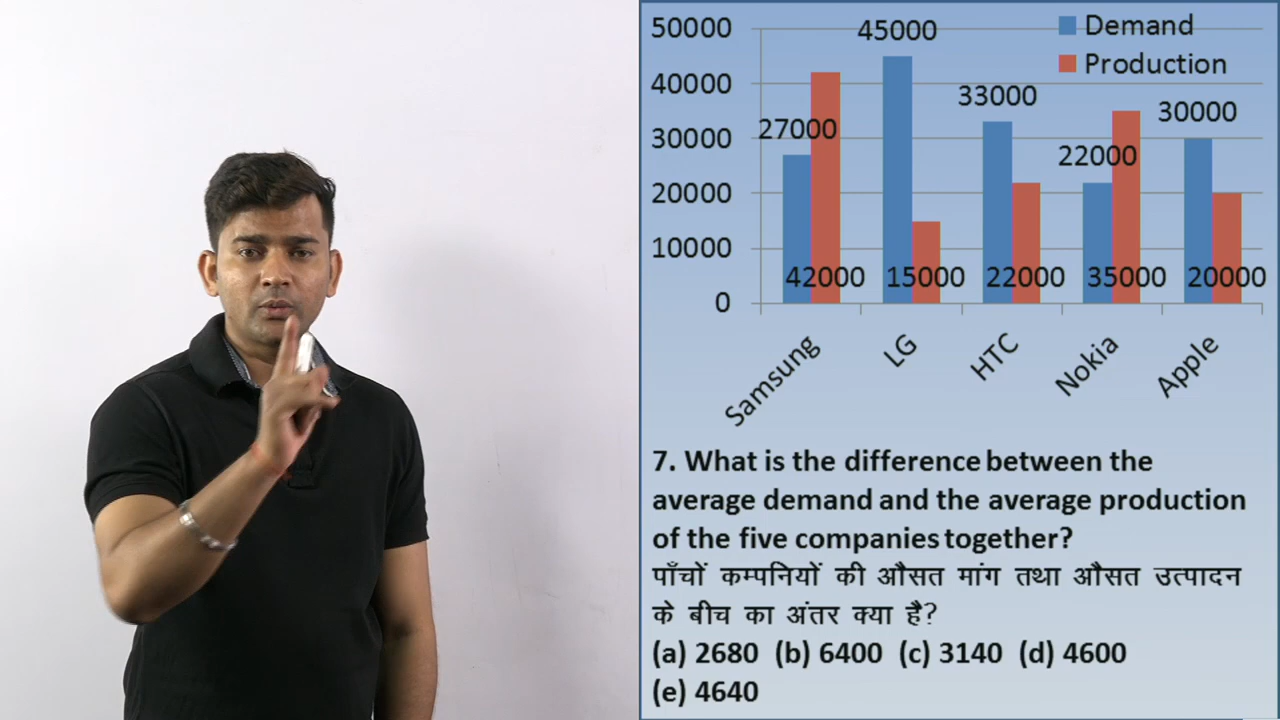 50000
40000
30000
20000
10000
0
Demand
Production
27000
45000
33000
22000
30000
42000
15000
22000
35000
20000
Samsung
LG
HTC
Nokia
Apple
7. What is the difference between the
average demand and the average production
of the five companies together?
पाँचों कम्पनियों की औसत मांग तथा औसत उत्पादन
के बीच का अंतर क्या है?
(a) 2680 (b) 6400 (c) 3140 (d) 4600
(e) 4640